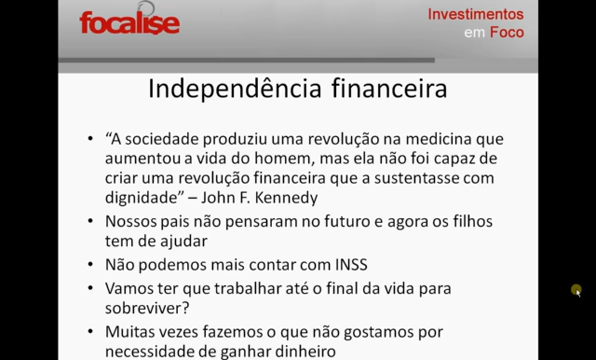 focalise
Investimentos
em Foco
Independência financeira
• “A sociedade produziu uma revolução na medicina que
aumentou a vida do homem, mas ela não foi capaz de
criar uma revolução financeira que a sustentasse com
dignidade” – John F. Kennedy
• Nossos pais não pensaram no futuro e agora os filhos
tem de ajudar
• Não podemos mais contar com INSS
• Vamos ter que trabalhar até o final da vida para
sobreviver?
• Muitas vezes fazemos o que não gostamos por
necessidade de ganhar dinheiro